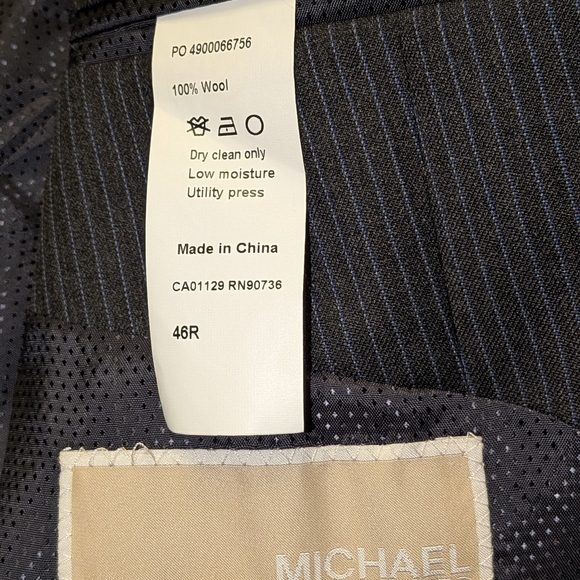 PO 4900066756
100% Wool
Dry clean only
Low moisture
Utility press
Made in China
CA01129 RN90736
46R
MICHAEL